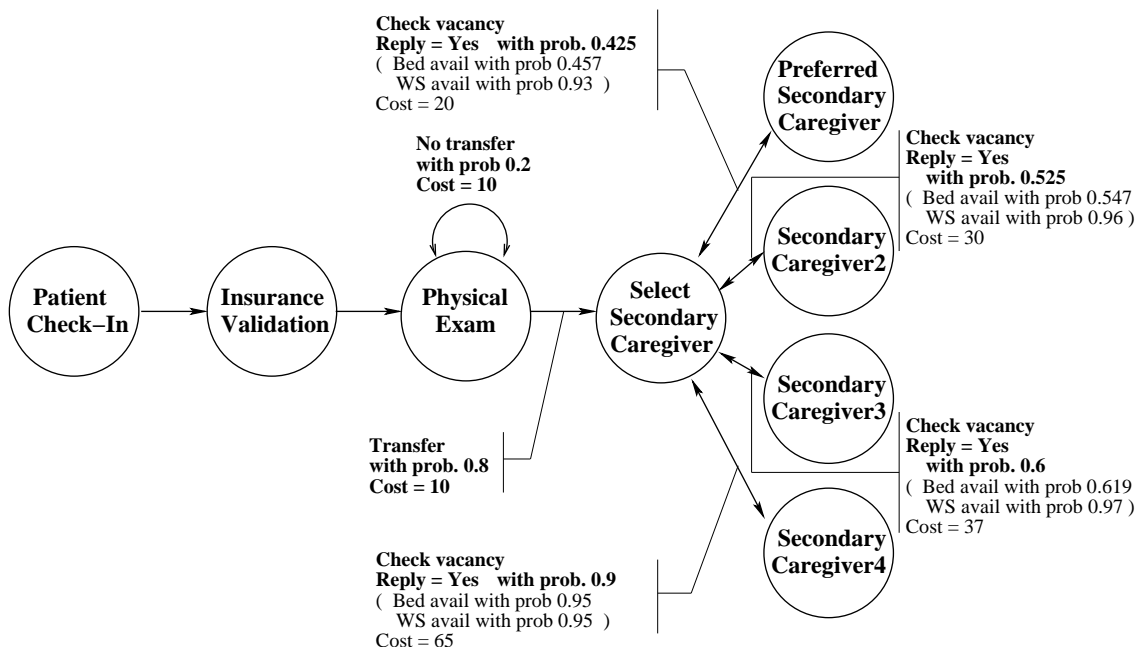 Check vacancy
Reply = Yes with prob. 0.425
( Bed avail with prob 0.457
WS avail with prob 0.93 )
Cost = 20
Preferred
Secondary
Caregiver
No transfer
with prob 0.2
Cost = 10
Check vacancy
Reply = Yes
with prob. 0.525
( Bed avail with prob 0.547
WS avail with prob 0.96 )
Cost = 30
Secondary
Caregiver2
Patient
Check–In
Insurance
Validation
Physical
Exam
Select
Secondary
Caregiver
Secondary
Caregiver3
Check vacancy
Reply = Yes
with prob. 0.6
( Bed avail with prob 0.619
WS avail with prob 0.97 )
Cost = 37
Transfer
with prob. 0.8
Cost = 10
Secondary
Caregiver4
Check vacancy
Reply = Yes with prob. 0.9
( Bed avail with prob 0.95
WS avail with prob 0.95 )
Cost = 65